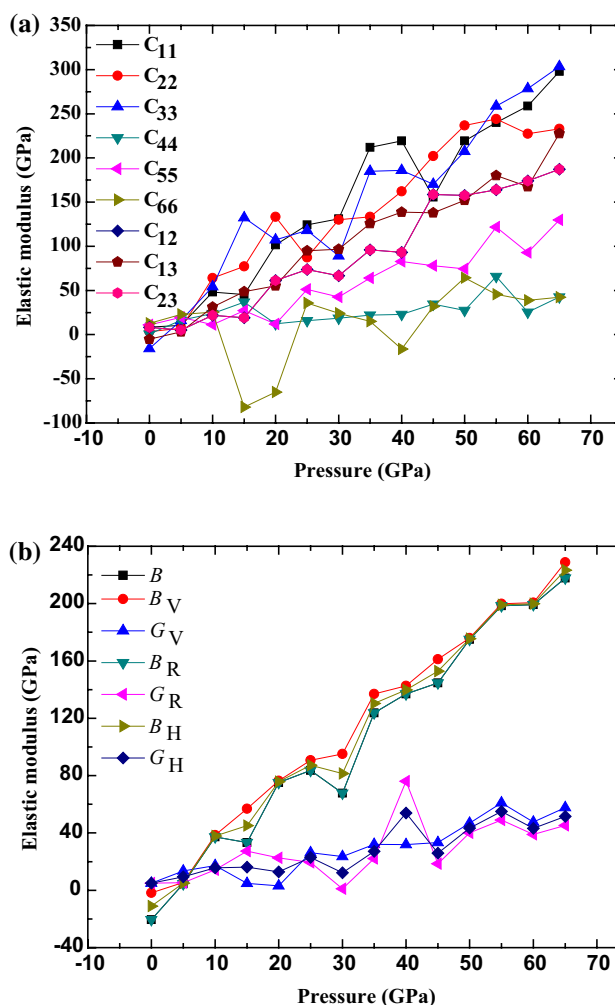 (a)
Elastic modulus (GPa)
350
300
250
200
150
100
50
0
-50
-100
C11
C22
C33
C44
C55
C66
C12
C13
C23
-10 0 10 20 30 40 50 60 70
Pressure (GPa)
(b)
Elastic modulus (GPa)
240
200
160
120
80
40
0
-40
B
BV
GV
BR
GR
BH
GH
-10 0 10 20 30 40 50 60 70
Pressure (GPa)